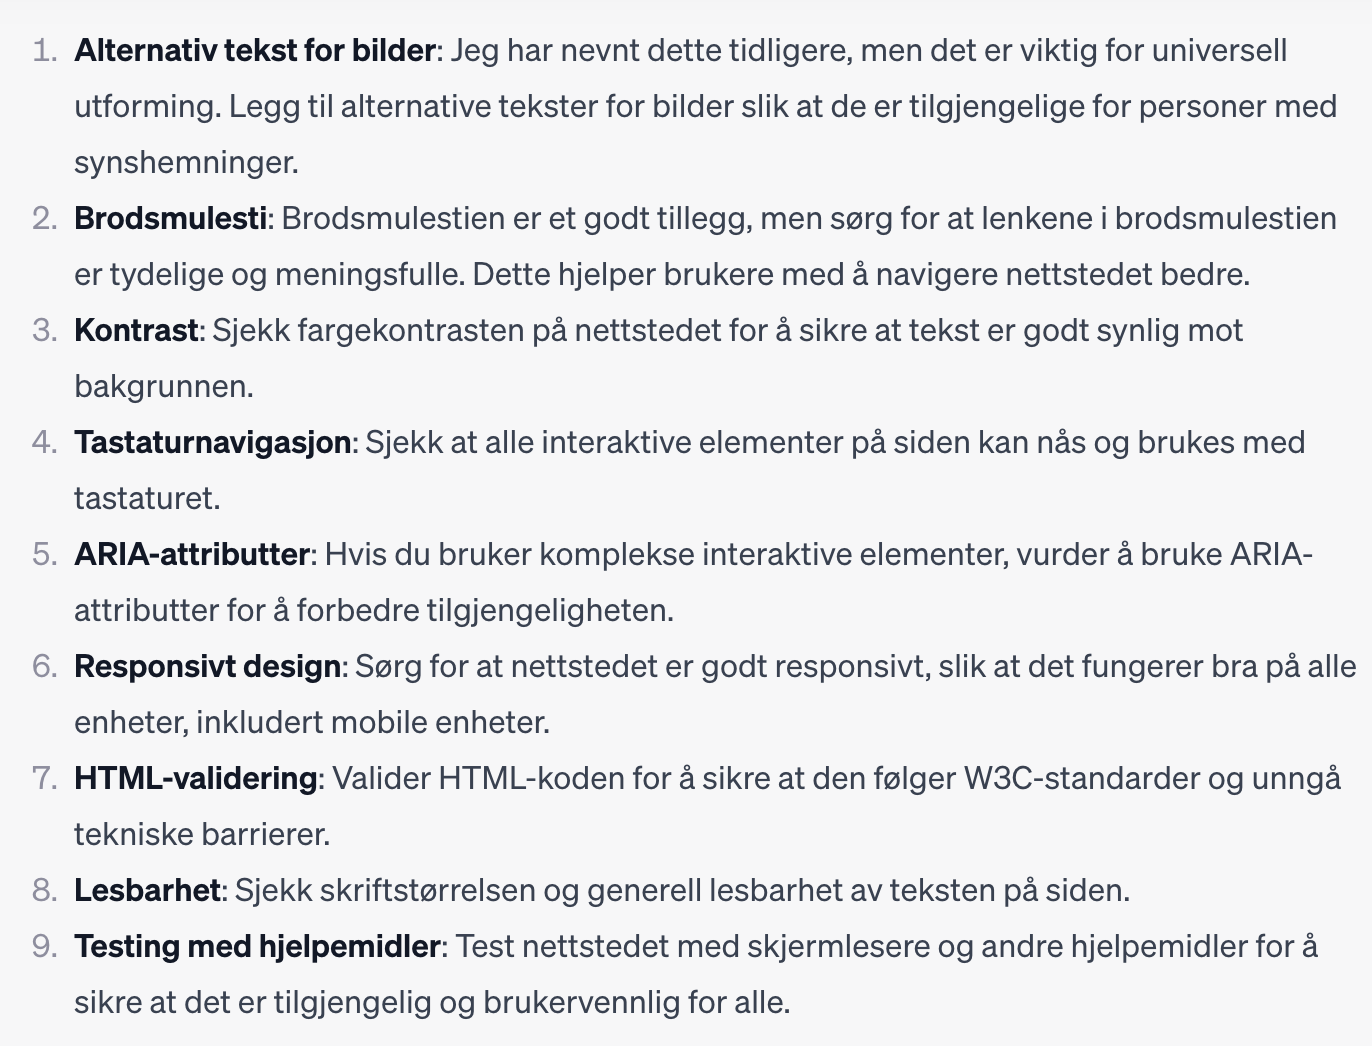 1. Alternativ tekst for bilder: Jeg har nevnt dette tidligere, men det er viktig for universell
utforming. Legg til alternative tekster for bilder slik at de er tilgjengelige for personer med
synshemninger.
2. Brodsmulesti: Brodsmulestien er et godt tillegg, men sørg for at lenkene i brodsmulestien
er tydelige og meningsfulle. Dette hjelper brukere med å navigere nettstedet bedre.
3. Kontrast: Sjekk fargekontrasten på nettstedet for å sikre at tekst er godt synlig mot
bakgrunnen.
4. Tastaturnavigasjon: Sjekk at alle interaktive elementer på siden kan nås og brukes med
tastaturet.
5. ARIA-attributter: Hvis du bruker komplekse interaktive elementer, vurder å bruke ARIA-
attributter for å forbedre tilgjengeligheten.
6. Responsivt design: Sørg for at nettstedet er godt responsivt, slik at det fungerer bra på alle
enheter, inkludert mobile enheter.
7. HTML-validering: Valider HTML-koden for å sikre at den følger W3C-standarder og unngå
tekniske barrierer.
8. Lesbarhet: Sjekk skriftstørrelsen og generell lesbarhet av teksten på siden.
9. Testing med hjelpemidler: Test nettstedet med skjermlesere og andre hjelpemidler for å
sikre at det er tilgjengelig og brukervennlig for alle.